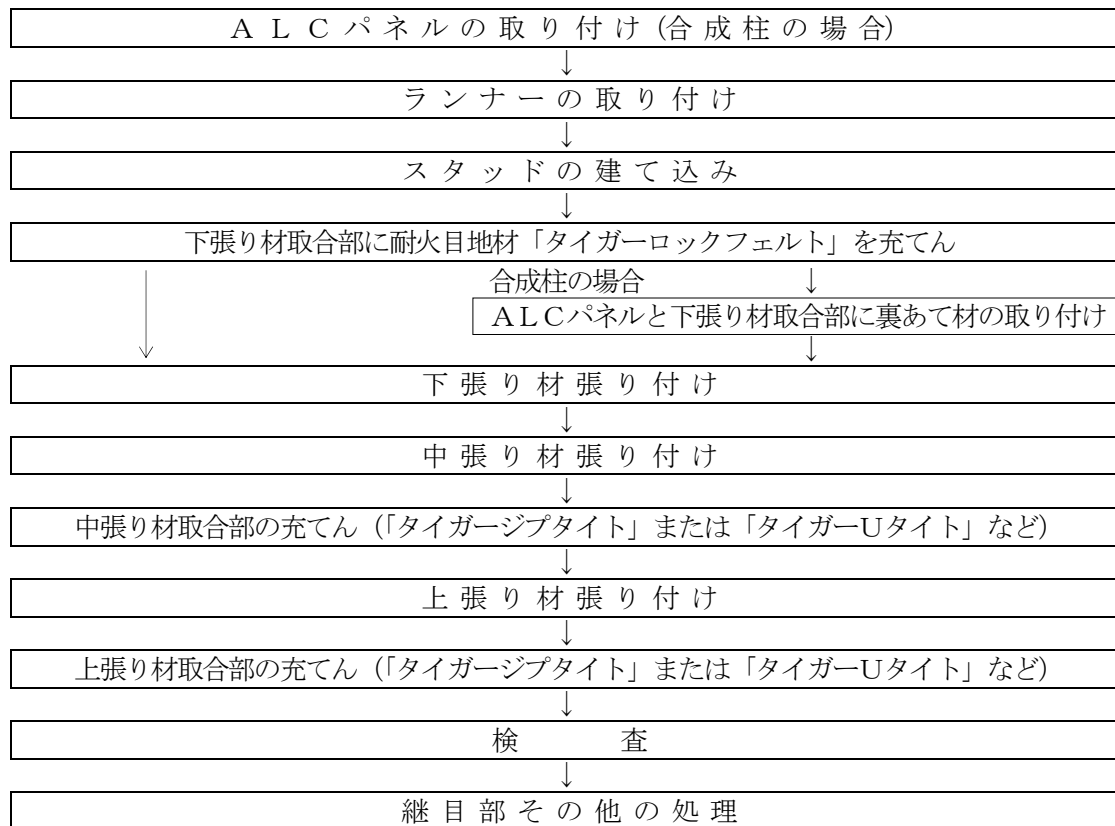 ＡＬＣパネルの取り付け(合成柱の場合)
↓
ランナーの取り付け
↓
スタッドの建て込み
↓
下張り材取合部に耐火目地材「タイガーロックフェルト」を充てん
合成柱の場合 ↓
ＡＬＣパネルと下張り材取合部に裏あて材の取り付け
↓ ↓
下張り材張り付け
↓
中張り材張り付け
↓
中張り材取合部の充てん（「タイガージプタイト」または「タイガーＵタイト」など）
↓
上張り材張り付け
↓
上張り材取合部の充てん（「タイガージプタイト」または「タイガーＵタイト」など）
↓
検　　　査
↓
継目部その他の処理